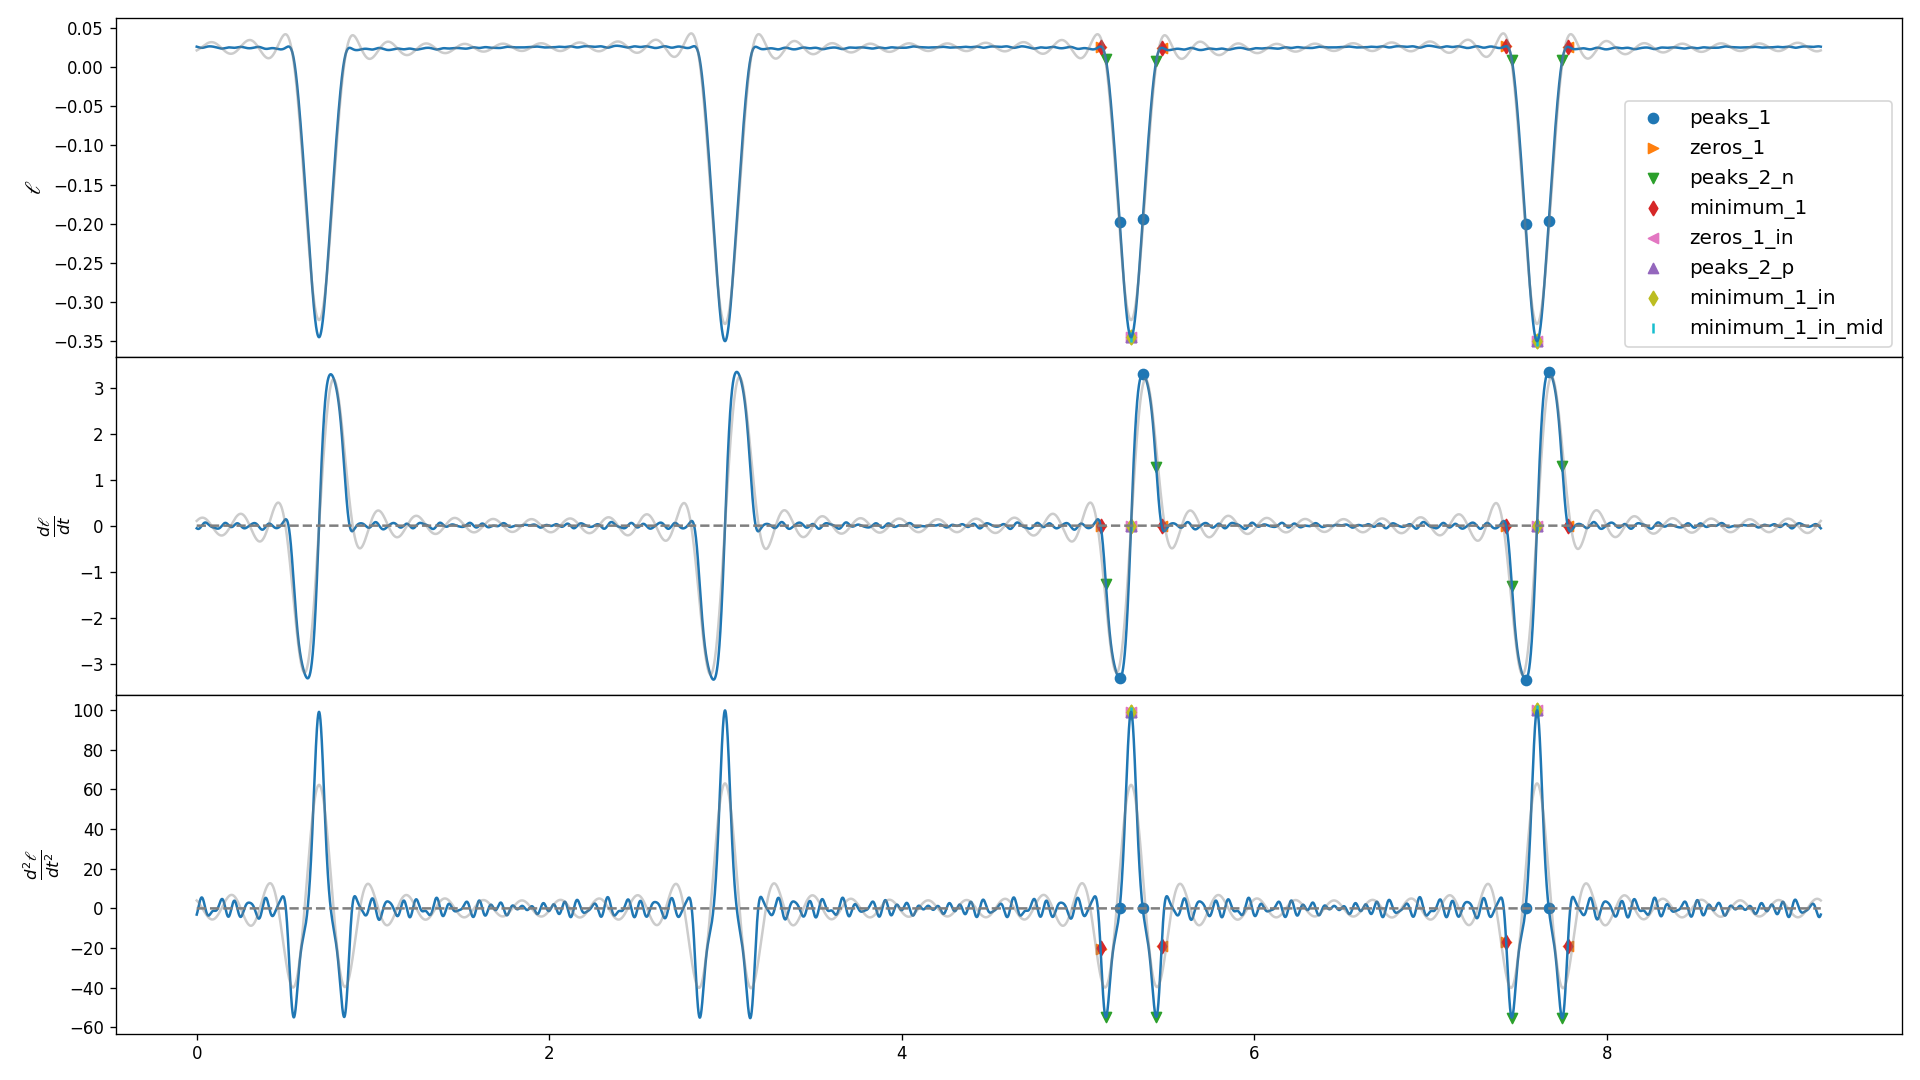 0.05
0.00
−0.05
−0.10
−0.15
−0.20
−0.25
−0.30
−0.35
ℓ
peaks_1
zeros_1
peaks_2_n
minimum_1
zeros_1_in
peaks_2_p
minimum_1_in
minimum_1_in_mid
3
2
1
0
−1
−2
−3
dℓ
dt
100
80
60
40
20
0
−20
−40
−60
d²ℓ
dt²
0 2 4 6 8